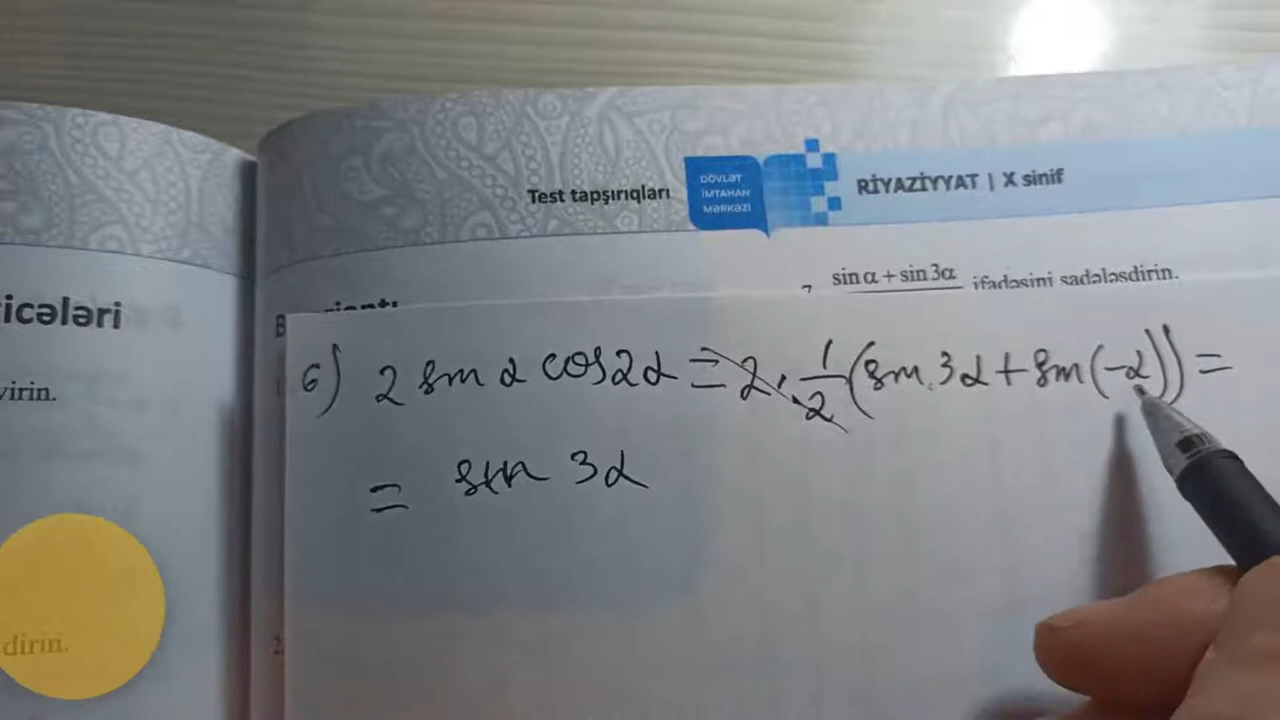 Test tapşırıqları
DÖVLƏT
İMTAHAN
MƏRKƏZİ
RİYAZİYYAT | X sinif
icələri
virin.
dirin.
sin α + sin 3α
ifadəsini sadələşdirin.
6) 2 sin α cos 2α = 2 · 1/2 (sin 3α + sin (-α)) =
= sin 3α
2.